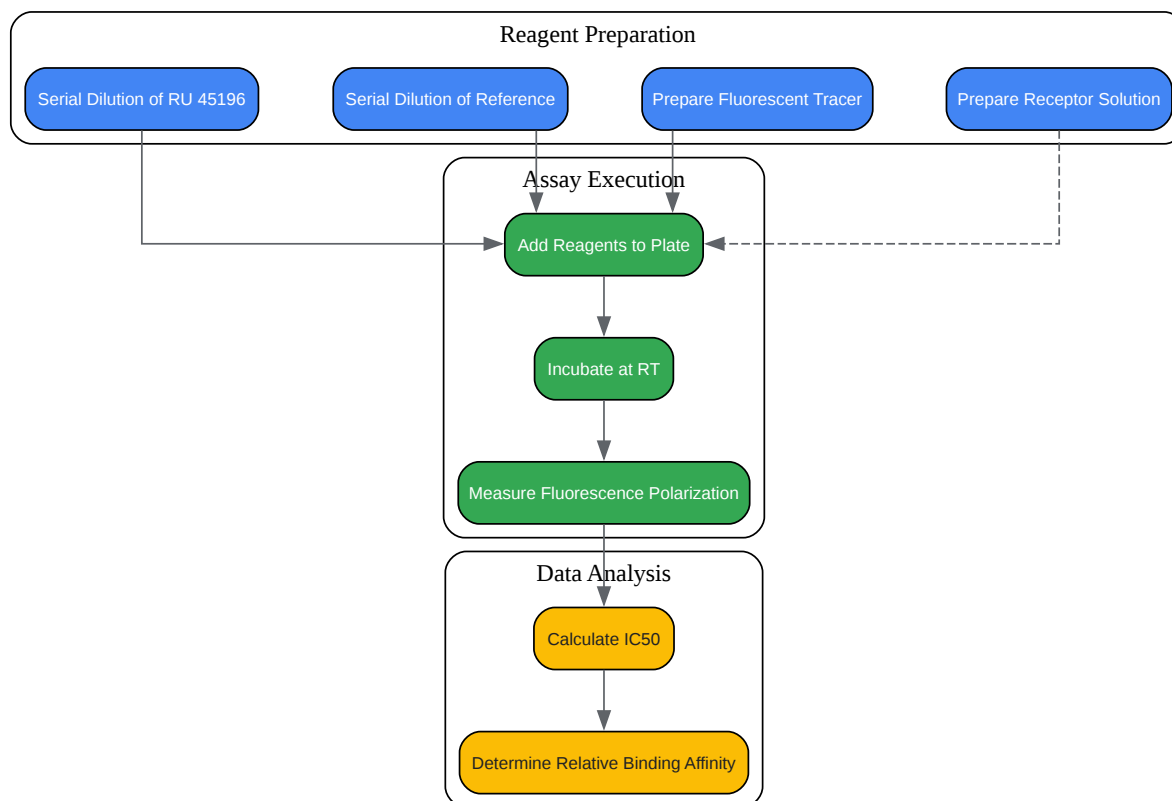 Reagent Preparation
Serial Dilution of RU 45196
Serial Dilution of Reference
Prepare Fluorescent Tracer
Prepare Receptor Solution
Assay Execution
Add Reagents to Plate
Incubate at RT
Measure Fluorescence Polarization
Data Analysis
Calculate IC50
Determine Relative Binding Affinity